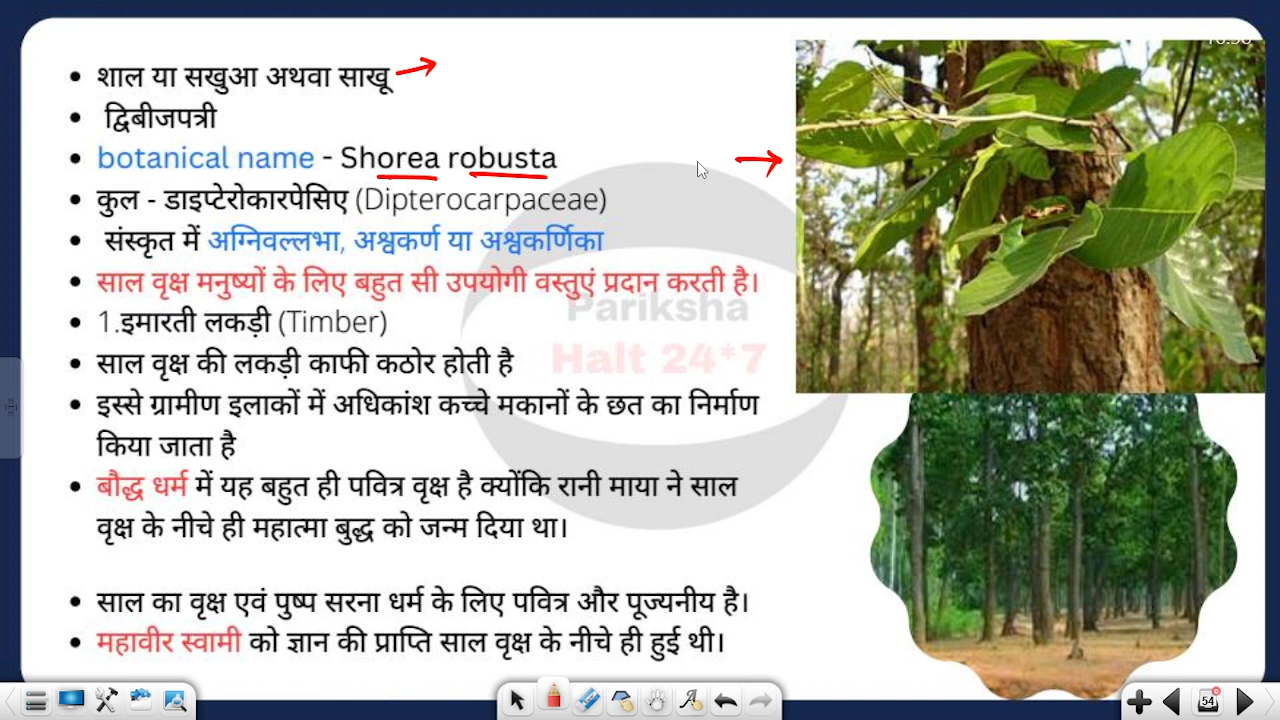 • शाल या सखुआ अथवा साखू
• द्विबीजपत्री
• botanical name - Shorea robusta
• कुल - डाइप्टेरोकारपेसिए (Dipterocarpaceae)
• संस्कृत में अग्निवल्लभा, अश्वकर्ण या अश्वकर्णिका
• साल वृक्ष मनुष्यों के लिए बहुत सी उपयोगी वस्तुएं प्रदान करती है।
• 1.इमारती लकड़ी (Timber)
• साल वृक्ष की लकड़ी काफी कठोर होती है
• इस्से ग्रामीण इलाकों में अधिकांश कच्चे मकानों के छत का निर्माण
किया जाता है
• बौद्ध धर्म में यह बहुत ही पवित्र वृक्ष है क्योंकि रानी माया ने साल
वृक्ष के नीचे ही महात्मा बुद्ध को जन्म दिया था।
• साल का वृक्ष एवं पुष्प सरना धर्म के लिए पवित्र और पूज्यनीय है।
• महावीर स्वामी को ज्ञान की प्राप्ति साल वृक्ष के नीचे ही हुई थी।
Pariksha
Halt 24*7
54